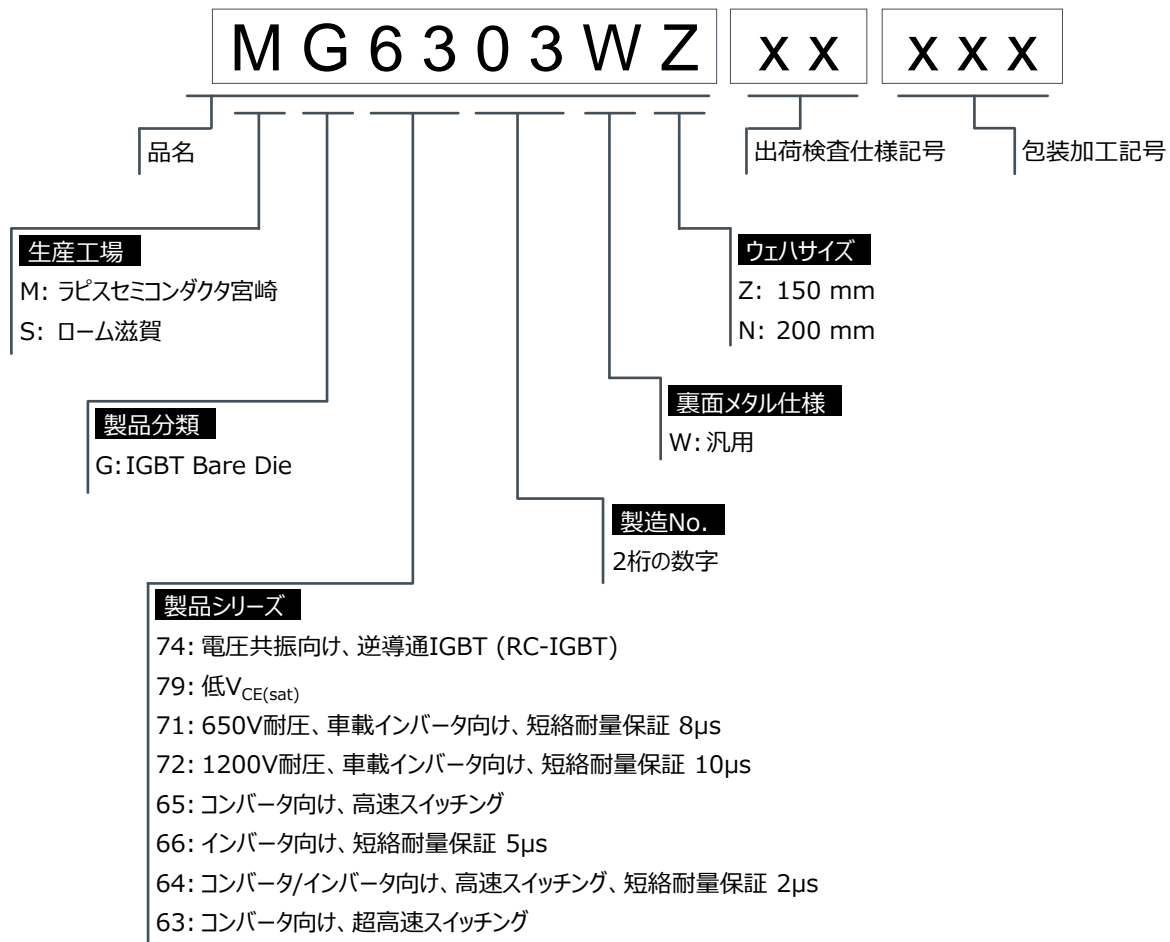 MG6303WZ xx xxx
品名
出荷検査仕様記号
包装加工記号
生産工場
M: ラピスセミコンダクタ宮崎
S: ローム滋賀
ウェハサイズ
Z: 150 mm
N: 200 mm
製品分類
G:IGBT Bare Die
裏面メタル仕様
W:汎用
製造No.
2桁の数字
製品シリーズ
74: 電圧共振向け、逆導通IGBT (RC-IGBT)
79: 低VCE(sat)
71: 650V耐圧、車載インバータ向け、短絡耐量保証 8μs
72: 1200V耐圧、車載インバータ向け、短絡耐量保証 10μs
65: コンバータ向け、高速スイッチング
66: インバータ向け、短絡耐量保証 5μs
64: コンバータ/インバータ向け、高速スイッチング、短絡耐量保証 2μs
63: コンバータ向け、超高速スイッチング